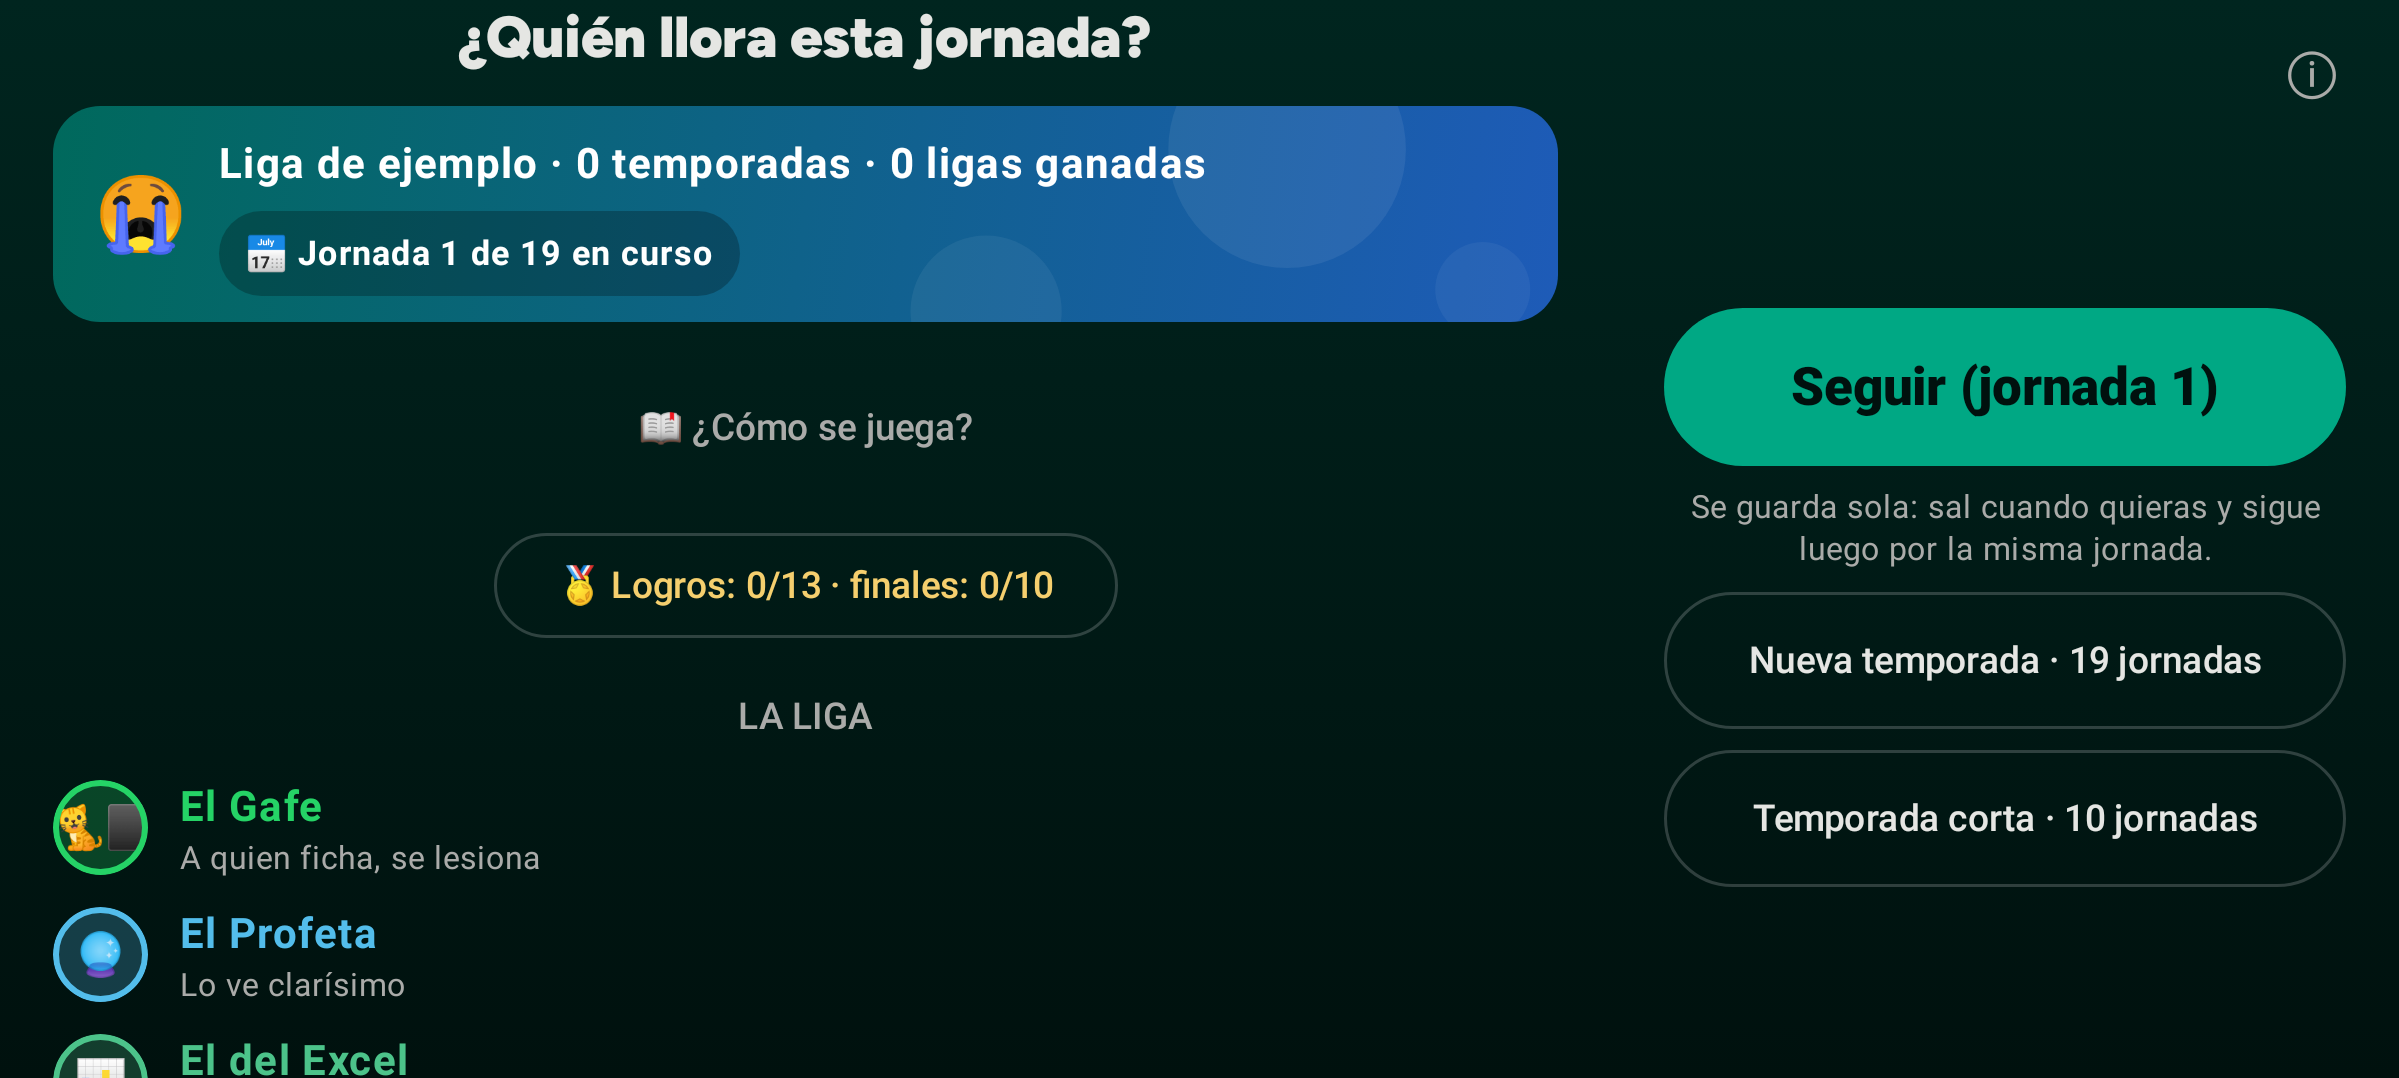 ¿Quién llora esta jornada?
Liga de ejemplo · 0 temporadas · 0 ligas ganadas
July
17
Jornada 1 de 19 en curso
¿Cómo se juega?
Logros: 0/13 · finales: 0/10
LA LIGA
El Gafe
A quien ficha, se lesiona
El Profeta
Lo ve clarísimo
El del Excel
i
Seguir (jornada 1)
Se guarda sola: sal cuando quieras y sigue
luego por la misma jornada.
Nueva temporada · 19 jornadas
Temporada corta · 10 jornadas